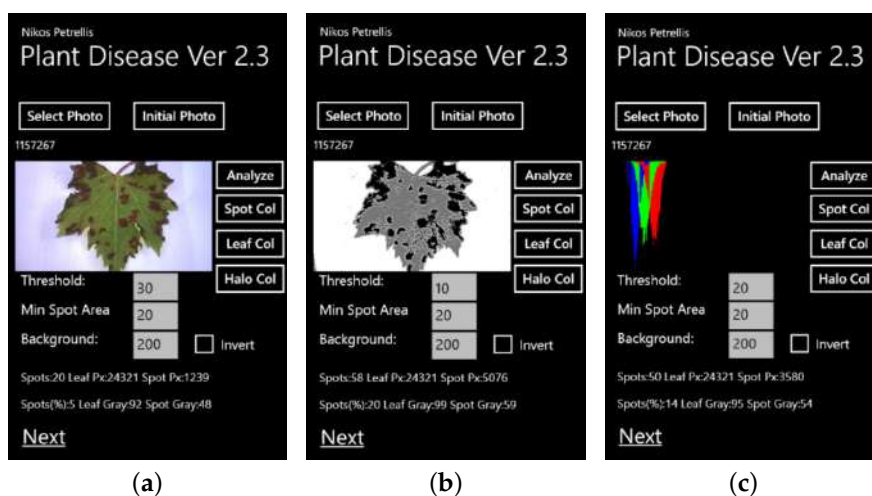 Nikos Petrellis
Plant Disease Ver 2.3
Select Photo Initial Photo
1157267
Analyze
Spot Col
Leaf Col
Halo Col
Threshold: 30
Min Spot Area 20
Background: 200 Invert
Spots:20 Leaf Px:24321 Spot Px:1239
Spots(%):5 Leaf Gray:92 Spot Gray:48
Next
(a)
Nikos Petrellis
Plant Disease Ver 2.3
Select Photo Initial Photo
1157267
Analyze
Spot Col
Leaf Col
Halo Col
Threshold: 10
Min Spot Area 20
Background: 200 Invert
Spots:58 Leaf Px:24321 Spot Px:5076
Spots(%):20 Leaf Gray:99 Spot Gray:59
Next
(b)
Nikos Petrellis
Plant Disease Ver 2.3
Select Photo Initial Photo
1157267
Analyze
Spot Col
Leaf Col
Halo Col
Threshold: 20
Min Spot Area 20
Background: 200 Invert
Spots:50 Leaf Px:24321 Spot Px:3580
Spots(%):14 Leaf Gray:95 Spot Gray:54
Next
(c)